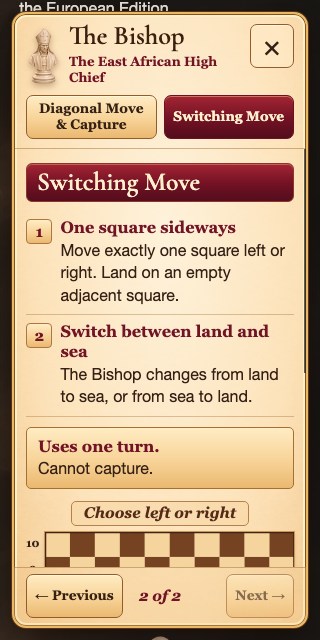 the European Edition
The Bishop
The East African High
Chief
×
Diagonal Move
& Capture
Switching Move
Switching Move
1
One square sideways
Move exactly one square left or
right. Land on an empty
adjacent square.
2
Switch between land and
sea
The Bishop changes from land
to sea, or from sea to land.
Uses one turn.
Cannot capture.
Choose left or right
10
← Previous
2 of 2
Next →